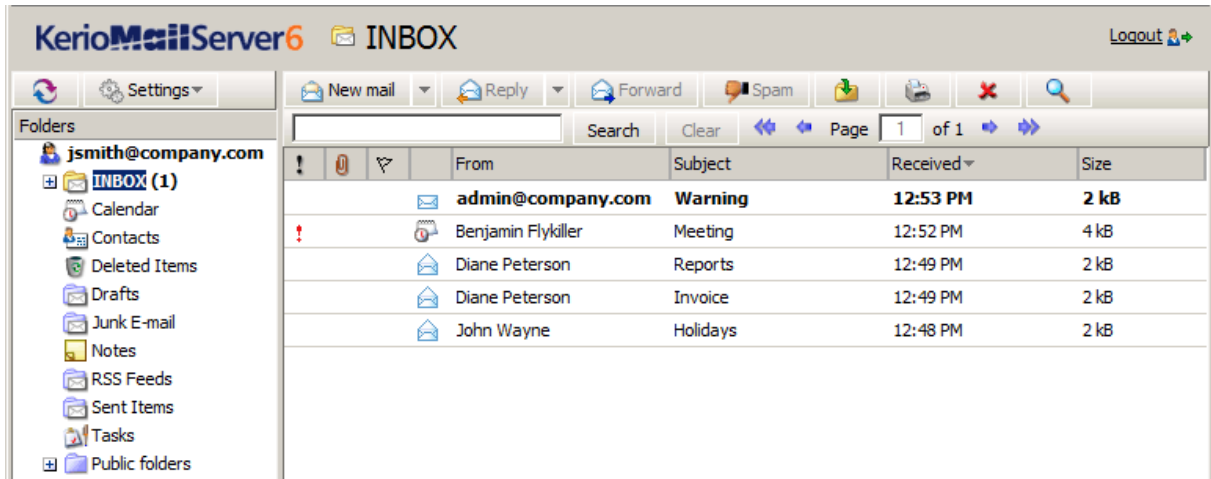 KerioMailServer6 INBOX Logout
Settings New mail Reply Forward Spam
Folders Search Clear Page 1 of 1
jsmith@company.com ! From Subject Received Size
INBOX (1) admin@company.com Warning 12:53 PM 2 kB
Calendar
Contacts ! Benjamin Flykiller Meeting 12:52 PM 4 kB
Deleted Items Diane Peterson Reports 12:49 PM 2 kB
Drafts Diane Peterson Invoice 12:49 PM 2 kB
Junk E-mail John Wayne Holidays 12:48 PM 2 kB
Notes
RSS Feeds
Sent Items
Tasks
Public folders